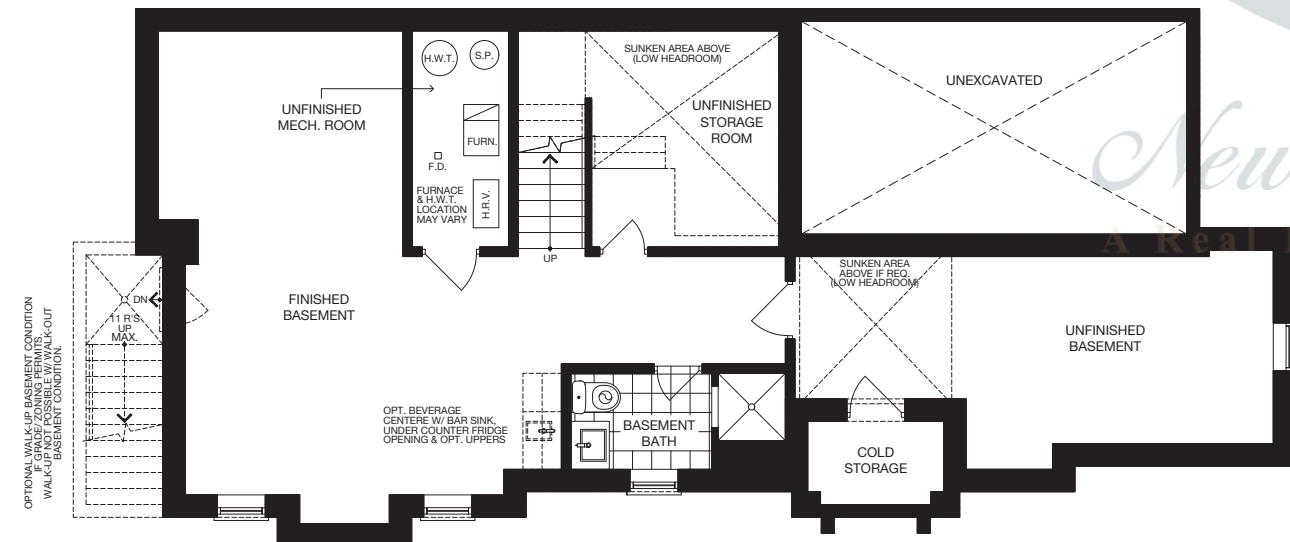 H.W.T.
S.P.
UNFINISHED
MECH. ROOM
FURN.
F.D.
FURNACE
& H.W.T.
LOCATION
MAY VARY
H.R.V.
UP
SUNKEN AREA ABOVE
(LOW HEADROOM)
UNFINISHED
STORAGE
ROOM
UNEXCAVATED
New
A Real
SUNKEN AREA
ABOVE IF REQ.
(LOW HEADROOM)
UNFINISHED
BASEMENT
FINISHED
BASEMENT
DN
11 R'S
UP
MAX.
OPTIONAL WALK-UP BASEMENT CONDITION
IF GRADE/ZONING PERMITS.
WALK-UP NOT POSSIBLE W/ WALK-OUT
BASEMENT CONDITION.
OPT. BEVERAGE
CENTERE W/ BAR SINK,
UNDER COUNTER FRIDGE
OPENING & OPT. UPPERS
BASEMENT
BATH
COLD
STORAGE